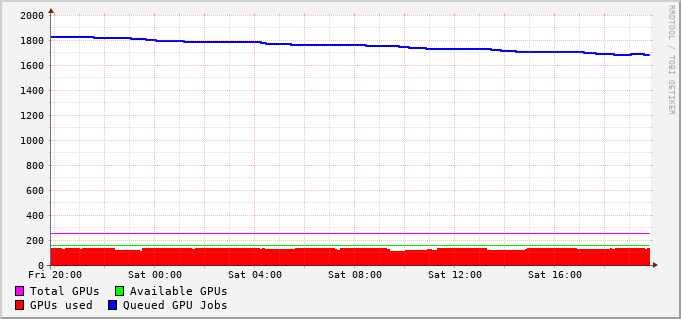 2000
1800
1600
1400
1200
1000
800
600
400
200
0
Fri 20:00 Sat 00:00 Sat 04:00 Sat 08:00 Sat 12:00 Sat 16:00
Total GPUs Available GPUs
GPUs used Queued GPU Jobs
RRDTOOL / TOBI OETIKER